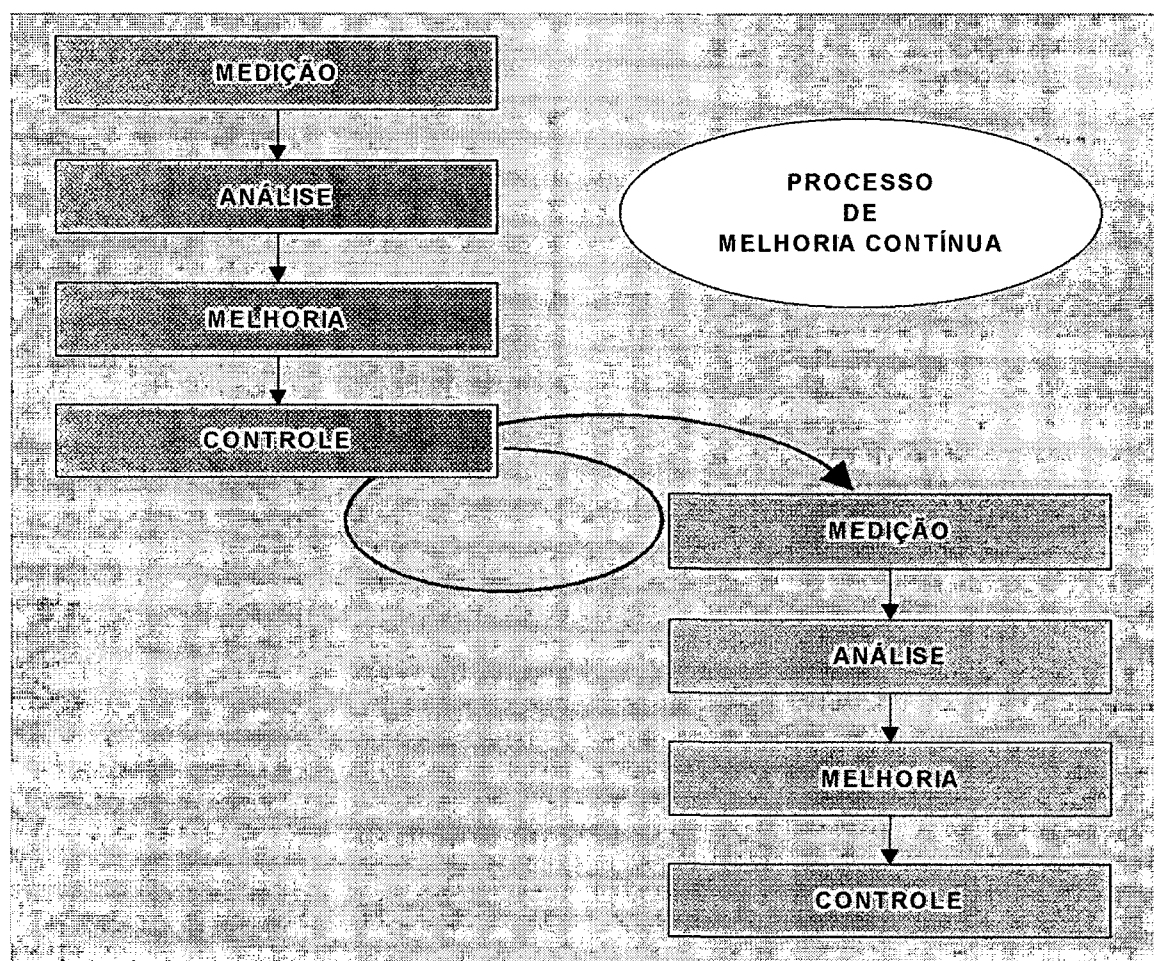 MEDIÇÃO
ANÁLISE
MELHORIA
CONTROLE
PROCESSO
DE
MELHORIA CONTÍNUA
MEDIÇÃO
ANÁLISE
MELHORIA
CONTROLE